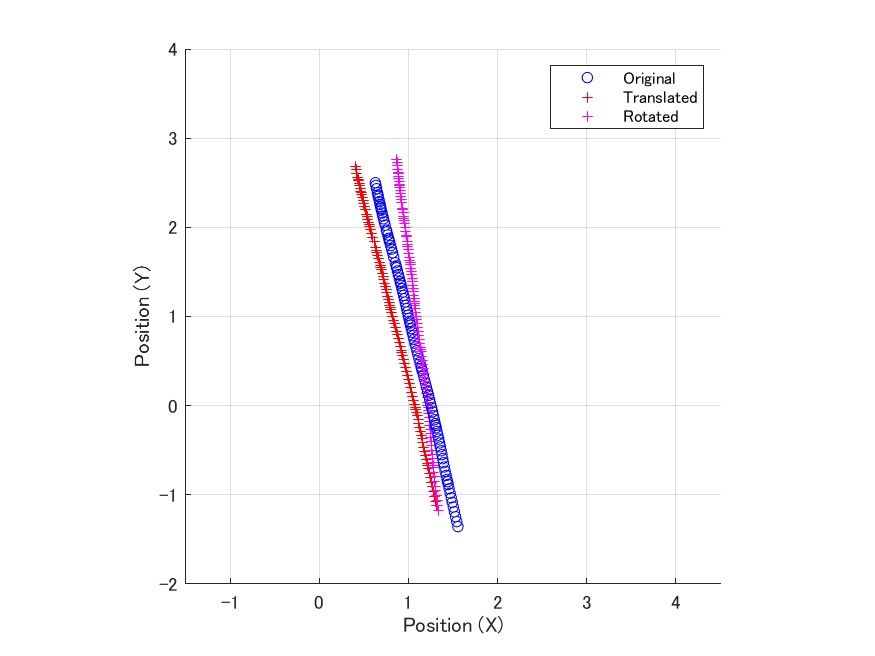 4
3
2
1
0
−1
−2
Position (Y)
Original
Translated
Rotated
−1 0 1 2 3 4
Position (X)